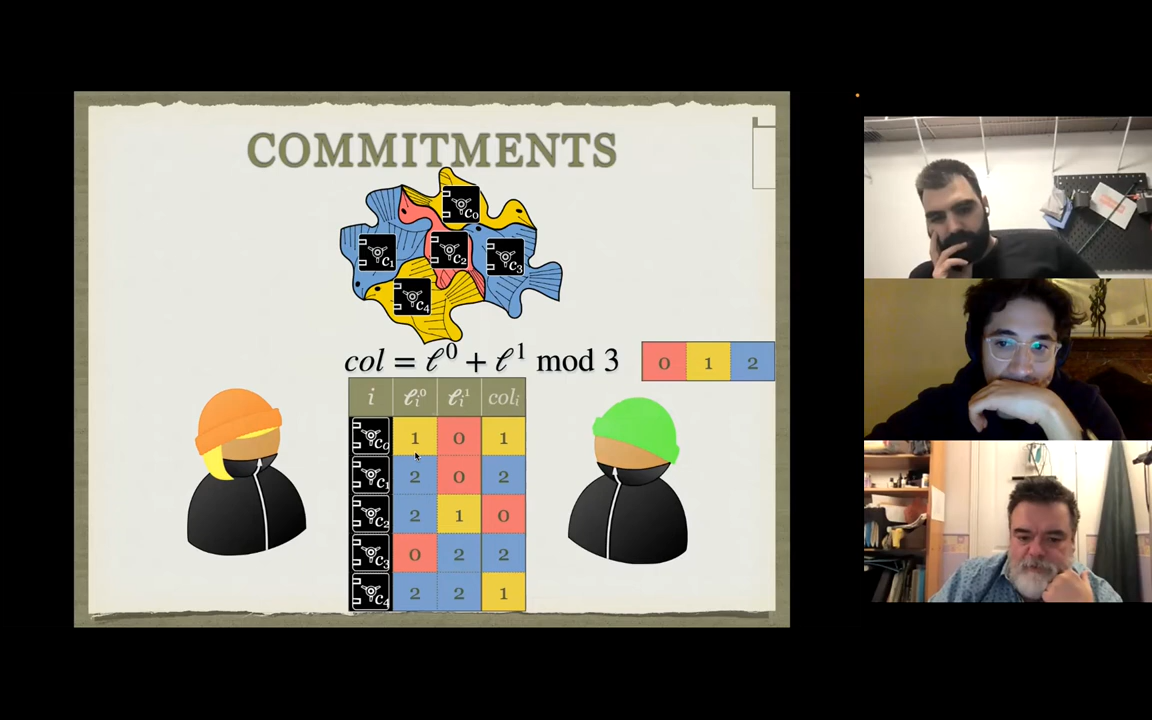 COMMITMENTS
c₀
c₁ c₂ c₃
c₄
col = ℓ⁰ + ℓ¹ mod 3 0 1 2
i ℓᵢ⁰ ℓᵢ¹ colᵢ
c₀ 1 0 1
c₁ 2 0 2
c₂ 2 1 0
c₃ 0 2 2
c₄ 2 2 1